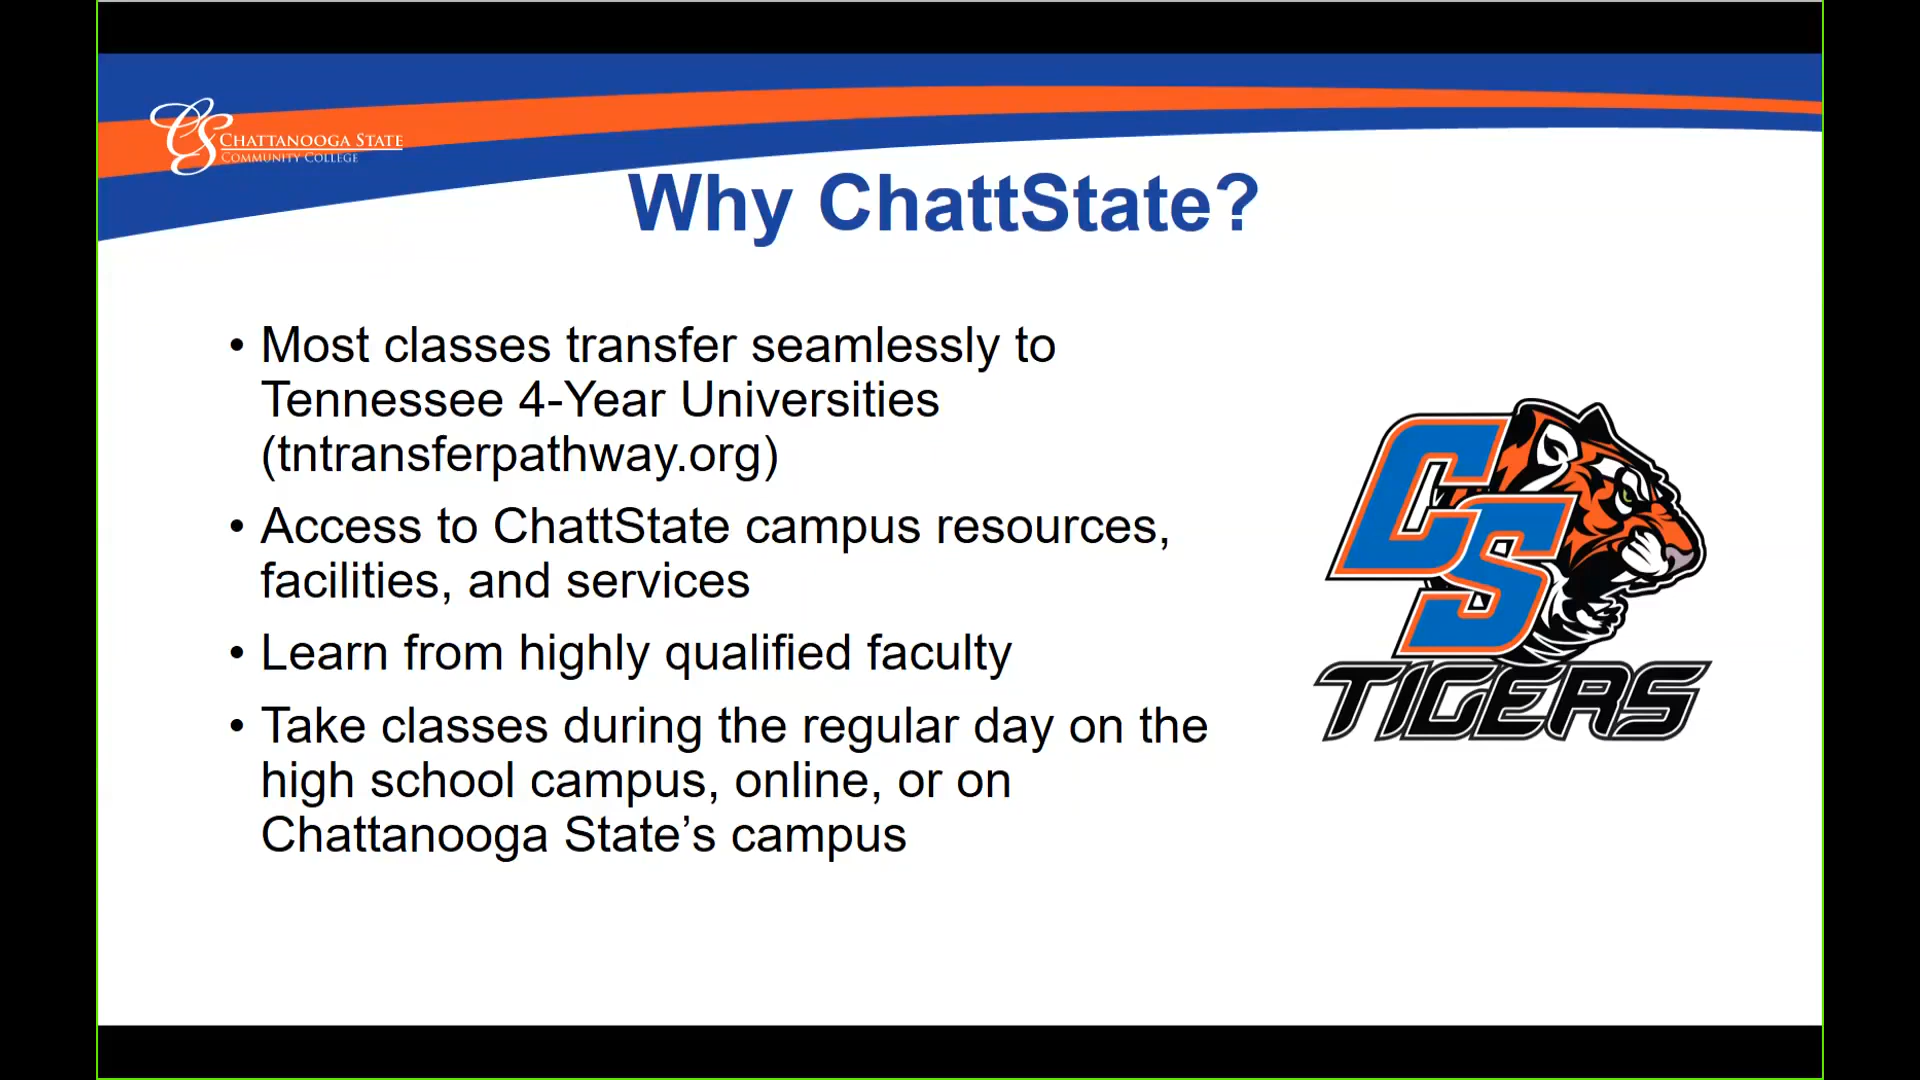 CHATTANOOGA STATE
COMMUNITY COLLEGE
Why ChattState?
• Most classes transfer seamlessly to
Tennessee 4-Year Universities
(tntransferpathway.org)
• Access to ChattState campus resources,
facilities, and services
• Learn from highly qualified faculty
• Take classes during the regular day on the
high school campus, online, or on
Chattanooga State’s campus
CS
TIGERS